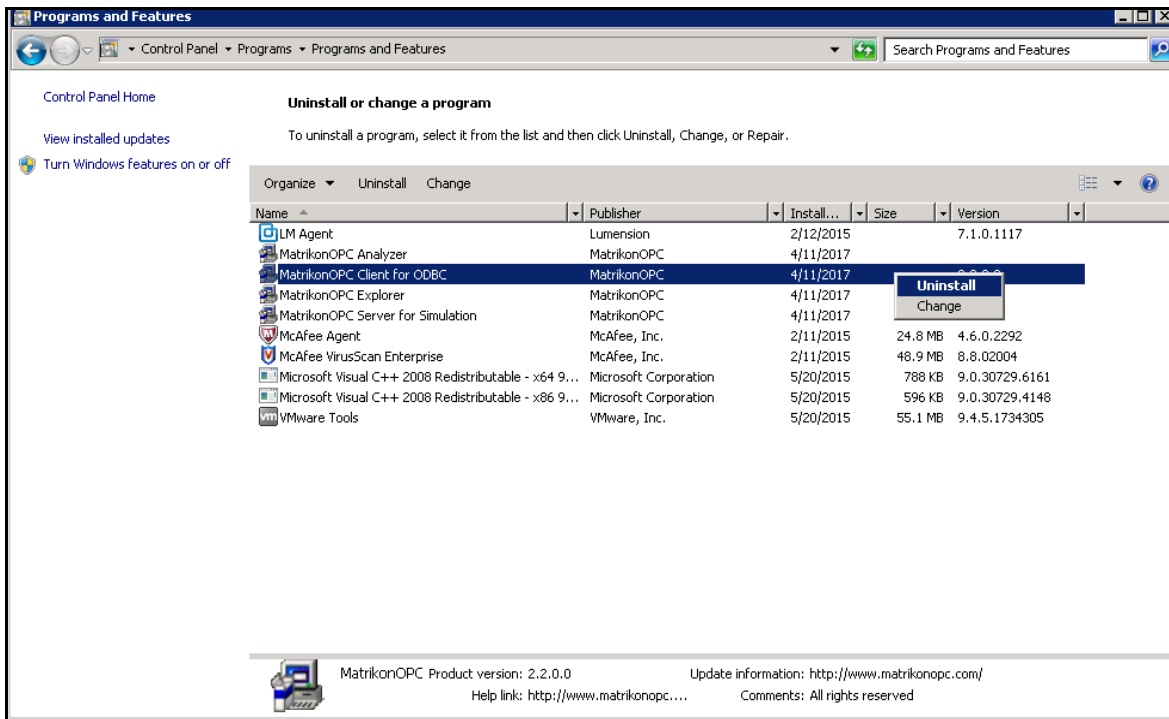 Programs and Features
Control Panel Programs Programs and Features Search Programs and Features
Control Panel Home
Uninstall or change a program
View installed updates
To uninstall a program, select it from the list and then click Uninstall, Change, or Repair.
Turn Windows features on or off
Organize Uninstall Change
Name Publisher Install... Size Version
LM Agent Lumension 2/12/2015 7.1.0.1117
MatrikonOPC Analyzer MatrikonOPC 4/11/2017
MatrikonOPC Client for ODBC MatrikonOPC 4/11/2017
Uninstall
MatrikonOPC Explorer MatrikonOPC 4/11/2017
Change
MatrikonOPC Server for Simulation MatrikonOPC 4/11/2017
McAfee Agent McAfee, Inc. 2/11/2015 24.8 MB 4.6.0.2292
McAfee VirusScan Enterprise McAfee, Inc. 2/11/2015 48.9 MB 8.8.02004
Microsoft Visual C++ 2008 Redistributable - x64 9... Microsoft Corporation 5/20/2015 788 KB 9.0.30729.6161
Microsoft Visual C++ 2008 Redistributable - x86 9... Microsoft Corporation 5/20/2015 596 KB 9.0.30729.4148
VMware Tools VMware, Inc. 5/20/2015 55.1 MB 9.4.5.1734305
MatrikonOPC Product version: 2.2.0.0 Update information: http://www.matrikonopc.com/
Help link: http://www.matrikonopc.... Comments: All rights reserved